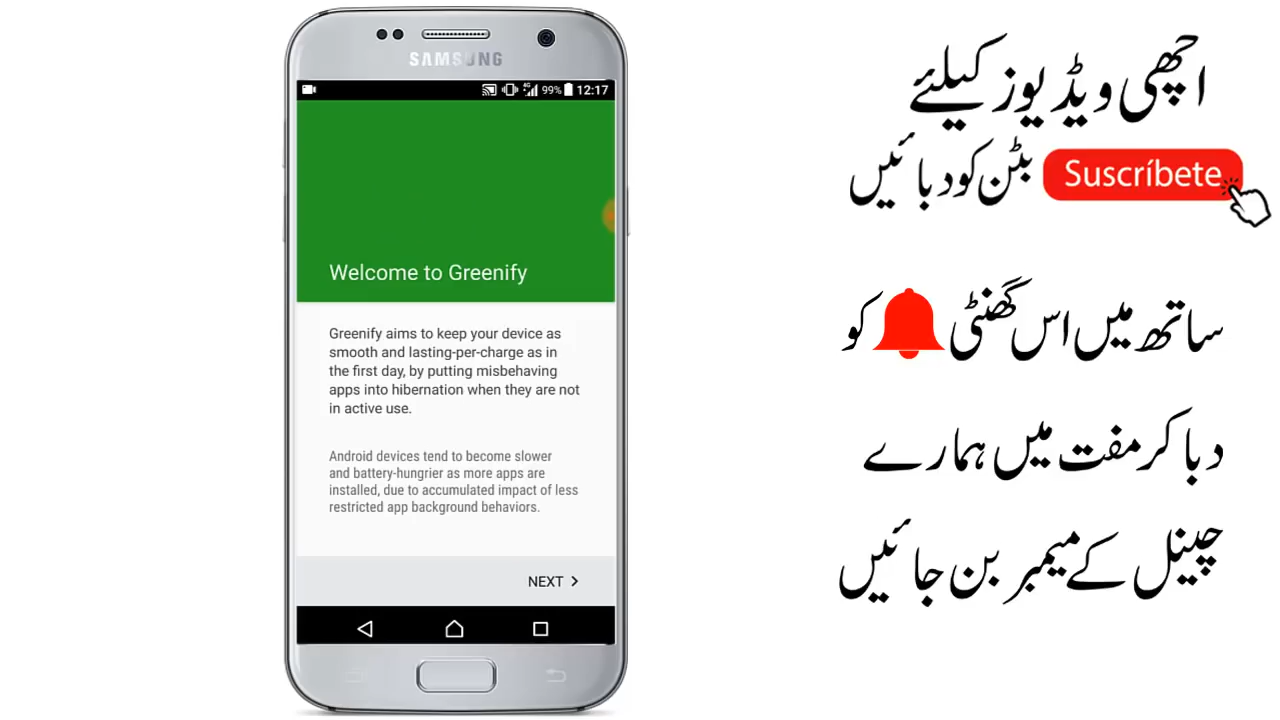 SAMSUNG
99% 12:17
Welcome to Greenify
Greenify aims to keep your device as
smooth and lasting-per-charge as in
the first day, by putting misbehaving
apps into hibernation when they are not
in active use.
Android devices tend to become slower
and battery-hungrier as more apps are
installed, due to accumulated impact of less
restricted app background behaviors.
NEXT
اچھی ویڈیوز کیلئے
Suscríbete بٹن کو دبائیں
ساتھ میں اس گھنٹی کو
دبا کر مفت میں ہمارے
چینل کے میمبر بن جائیں